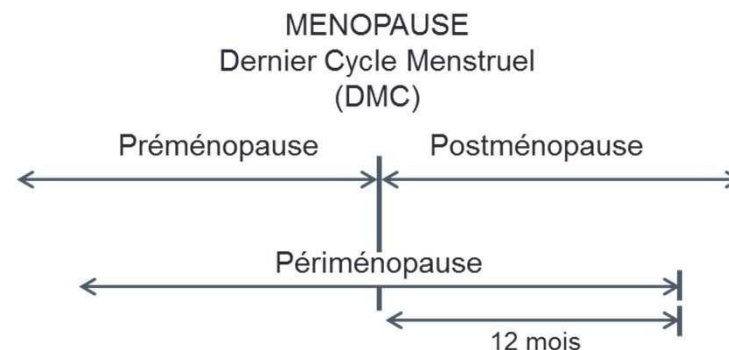 MENOPAUSE
Dernier Cycle Menstruel
(DMC)
Préménopause
Postménopause
Périménopause
12 mois